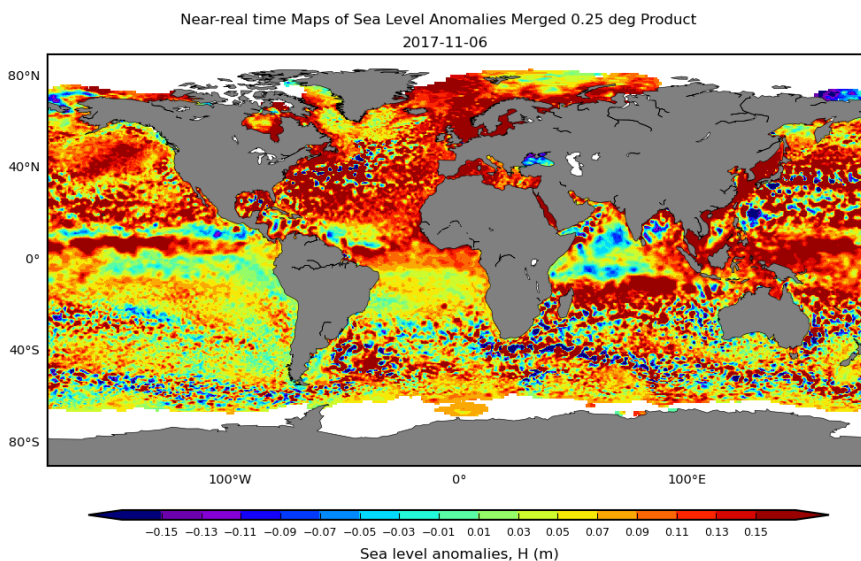 Near-real time Maps of Sea Level Anomalies Merged 0.25 deg Product
2017-11-06
80°N
40°N
0°
40°S
80°S
100°W 0° 100°E
−0.15 −0.13 −0.11 −0.09 −0.07 −0.05 −0.03 −0.01 0.01 0.03 0.05 0.07 0.09 0.11 0.13 0.15
Sea level anomalies, H (m)